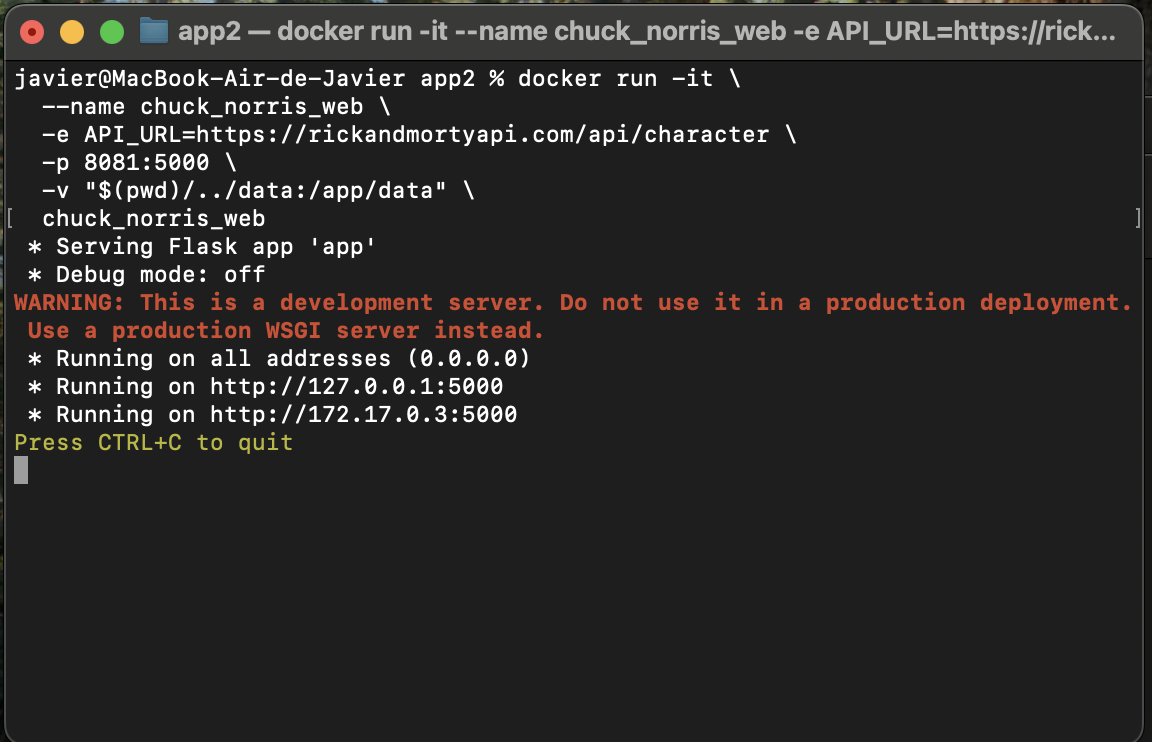 app2 — docker run -it --name chuck_norris_web -e API_URL=https://rick...
javier@MacBook-Air-de-Javier app2 % docker run -it \
  --name chuck_norris_web \
  -e API_URL=https://rickandmortyapi.com/api/character \
  -p 8081:5000 \
  -v "$(pwd)/../data:/app/data" \
[ chuck_norris_web ]
 * Serving Flask app 'app'
 * Debug mode: off
WARNING: This is a development server. Do not use it in a production deployment.
 Use a production WSGI server instead.
 * Running on all addresses (0.0.0.0)
 * Running on http://127.0.0.1:5000
 * Running on http://172.17.0.3:5000
Press CTRL+C to quit